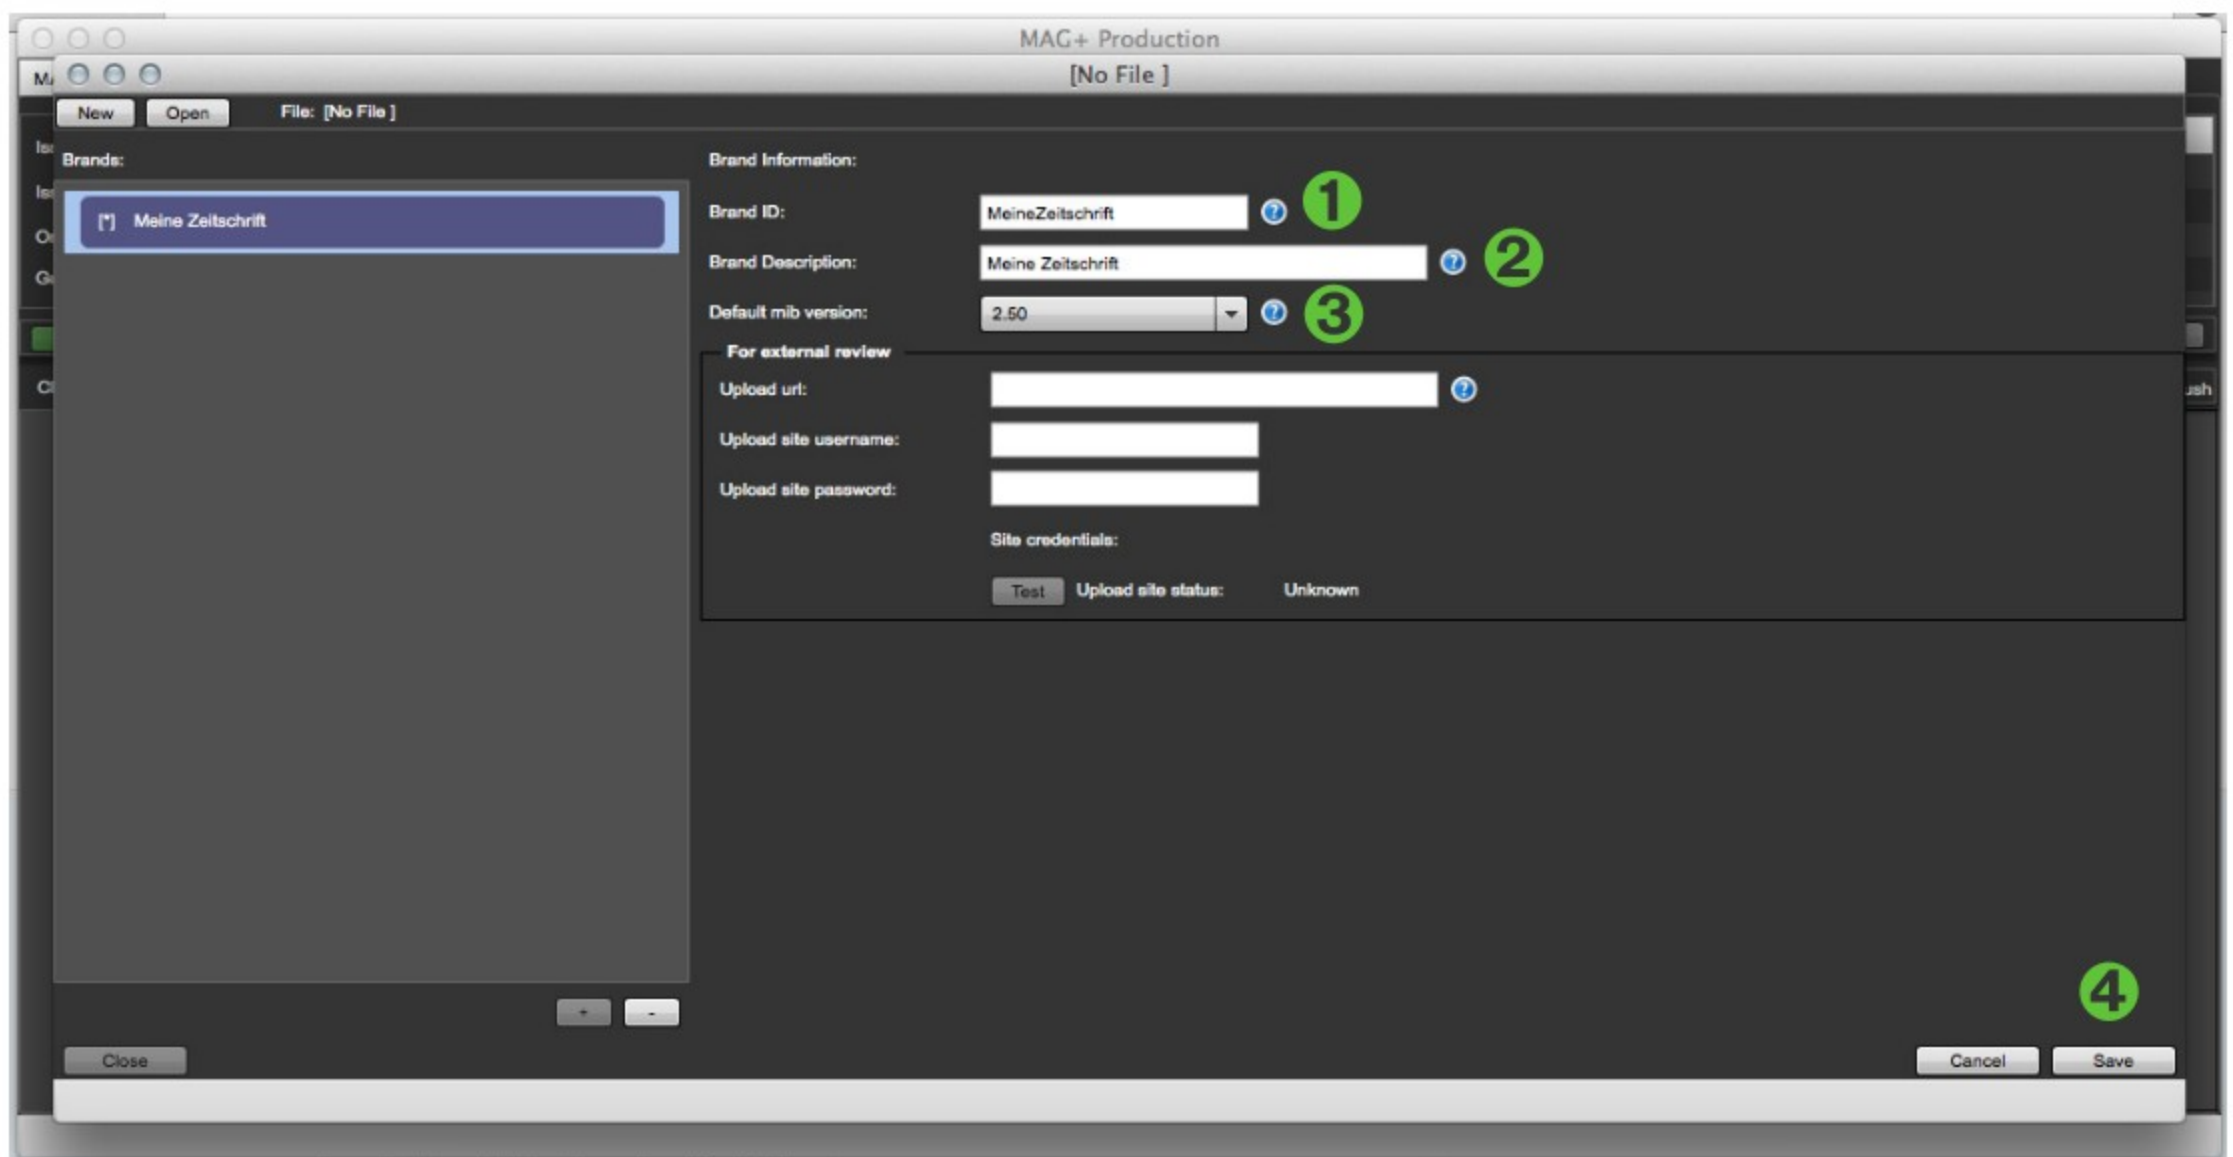 MAG+ Production
[No File ]
New Open File: [No File ]
Brands:
[*] Meine Zeitschrift
Brand Information:
Brand ID: MeineZeitschrift ? 1
Brand Description: Meine Zeitschrift ? 2
Default mib version: 2.50 ? 3
For external review
Upload url: ?
Upload site username:
Upload site password:
Site credentials:
Test Upload site status: Unknown
+ -
4
Close Cancel Save